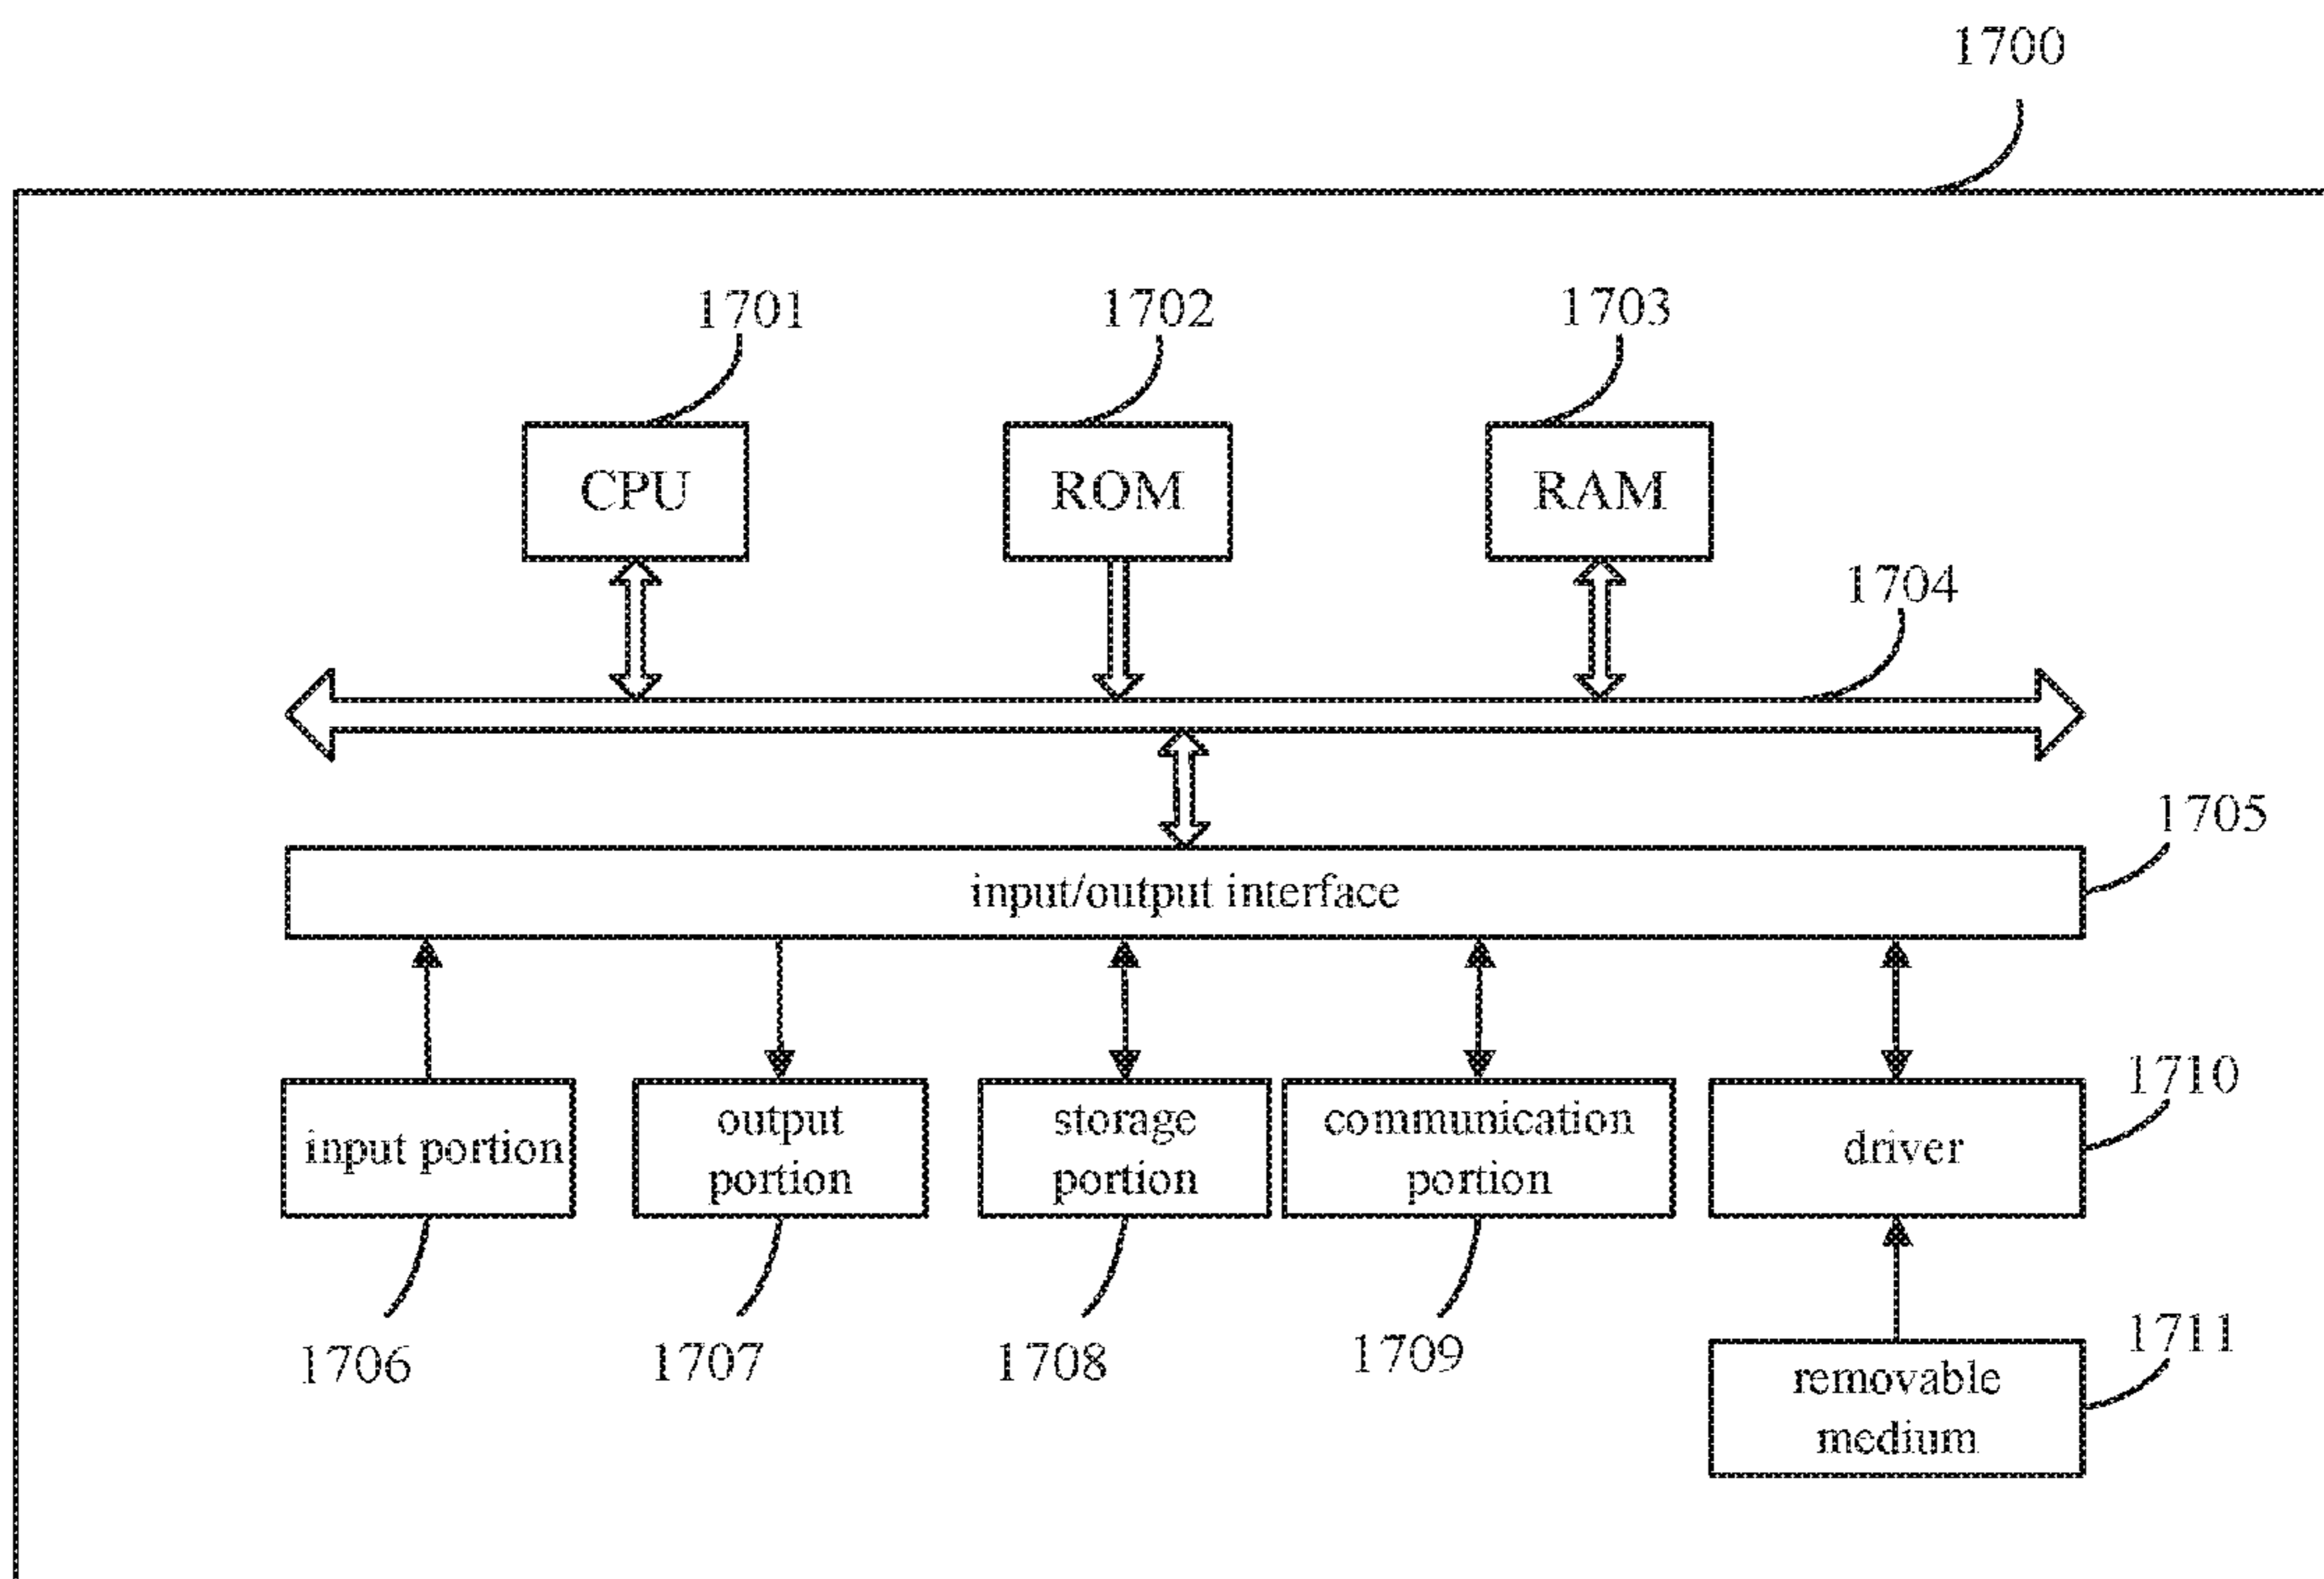 1700
1701
1702
1703
CPU
ROM
RAM
1704
1705
input/output interface
1710
input portion
output
portion
storage
portion
communication
portion
driver
1706
1707
1708
1709
1711
removable
medium